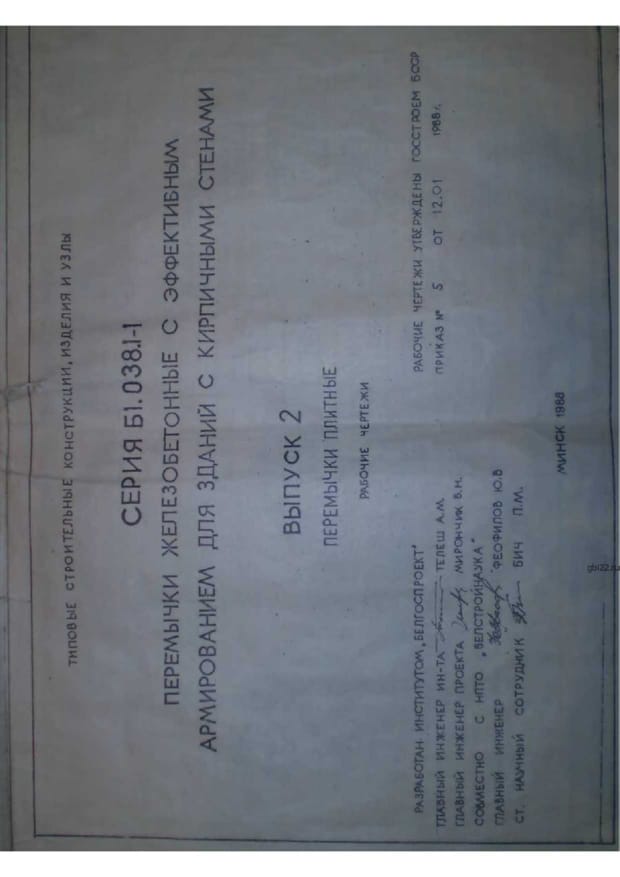 ТИПОВЫЕ СТРОИТЕЛЬНЫЕ КОНСТРУКЦИИ, ИЗДЕЛИЯ И УЗЛЫ
СЕРИЯ Б1.038.1-1
ПЕРЕМЫЧКИ ЖЕЛЕЗОБЕТОННЫЕ С ЭФФЕКТИВНЫМ
АРМИРОВАНИЕМ ДЛЯ ЗДАНИЙ С КИРПИЧНЫМИ СТЕНАМИ
ВЫПУСК 2
ПЕРЕМЫЧКИ ПЛИТНЫЕ
РАБОЧИЕ ЧЕРТЕЖИ
РАЗРАБОТАН ИНСТИТУТОМ „БЕЛГОСПРОЕКТ"
ГЛАВНЫЙ ИНЖЕНЕР ИН-ТА ТЕЛЕШ А.М.
ГЛАВНЫЙ ИНЖЕНЕР ПРОЕКТА МИРОНЧИК В.Н.
СОВМЕСТНО С НПТО „БЕЛСТРОЙНАУКА"
ГЛАВНЫЙ ИНЖЕНЕР ФЕОФИЛОВ Ю.В
СТ. НАУЧНЫЙ СОТРУДНИК БИЧ П.М.
РАБОЧИЕ ЧЕРТЕЖИ УТВЕРЖДЕНЫ ГОССТРОЕМ БССР
ПРИКАЗ № 5 ОТ 12.01 1988 г.
МИНСК 1988
gbi22.ru